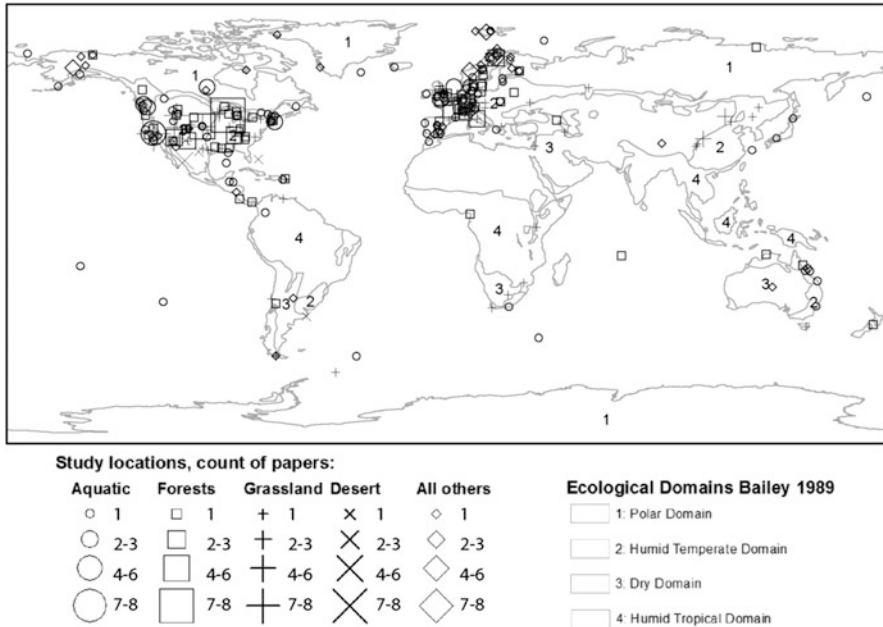 1
1
1
2
2
3
2
4
4
4
4
4
3
2
3
3
2
1
Study locations, count of papers:
Aquatic Forests Grassland Desert All others
1 1 1 1 1
2-3 2-3 2-3 2-3 2-3
4-6 4-6 4-6 4-6 4-6
7-8 7-8 7-8 7-8 7-8
Ecological Domains Bailey 1989
1: Polar Domain
2: Humid Temperate Domain
3: Dry Domain
4: Humid Tropical Domain